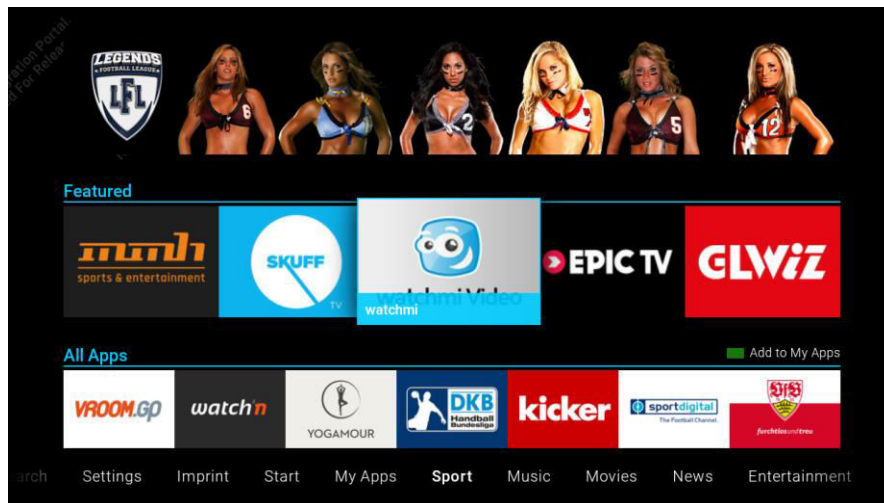 LEGENDS
FOOTBALL LEAGUE
LFL
6
2
5
12
Featured
mmh
sports & entertainment
SKUFF
TV
watchmi Video
watchmi
EPIC TV
GLWiZ
All Apps
Add to My Apps
VROOM.GP
watch'n
YOGAMOUR
DKB
Handball
Bundesliga
kicker
sportdigital
The Football Channel.
VfB
furchtlos und treu
Settings
Imprint
Start
My Apps
Sport
Music
Movies
News
Entertainment